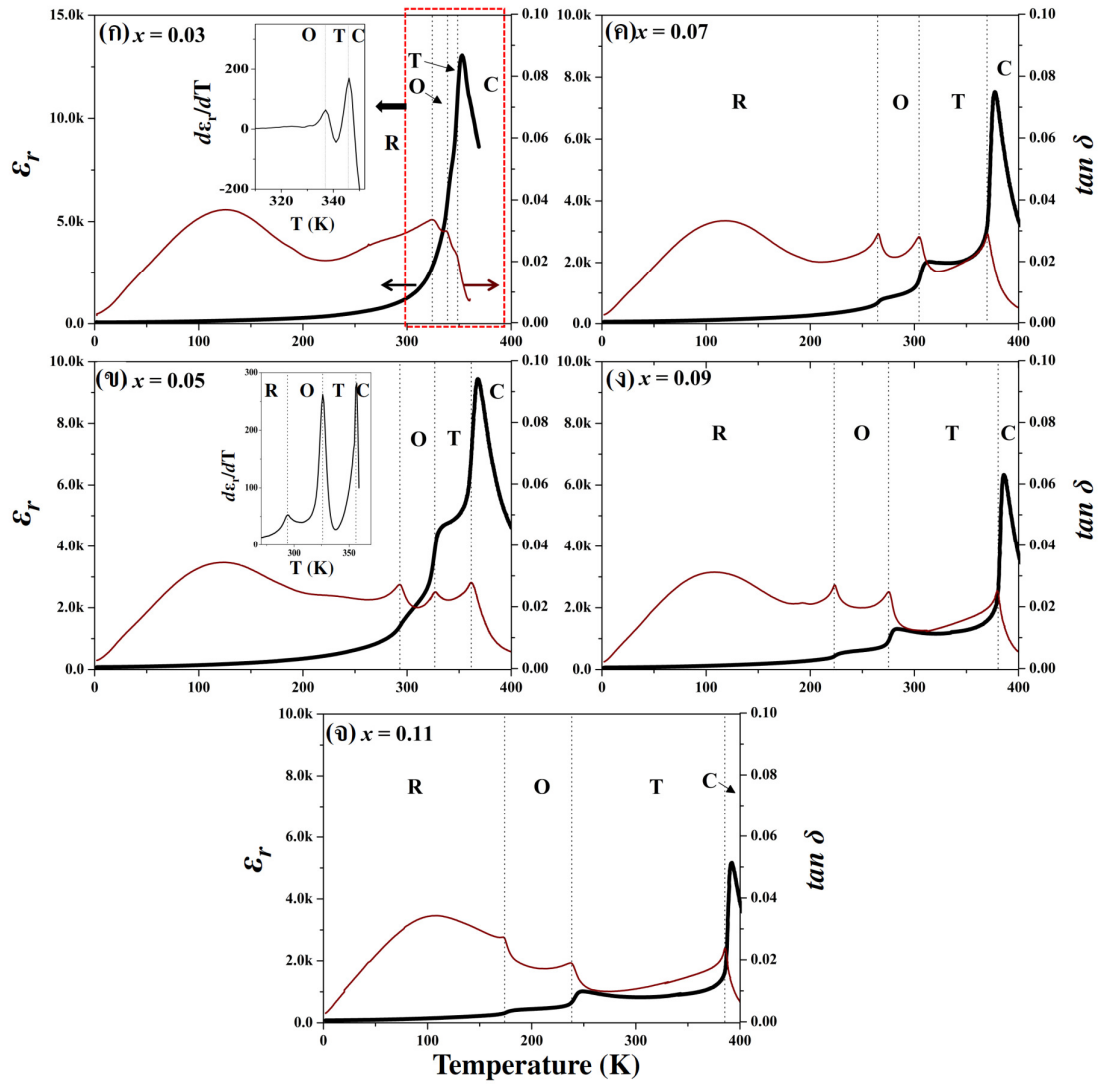 (ก) x = 0.03
15.0k
10.0k
5.0k
0.0
εr
0.10
0.08
0.06
0.04
0.02
0.00
0 100 200 300 400
R
O
T
C
O T C
200
0
-200
dεr/dT
320 340
T (K)
(ค) x = 0.07
10.0k
8.0k
6.0k
4.0k
2.0k
0.0
R O T C
0.10
0.08
0.06
0.04
0.02
0.00
tan δ
0 100 200 300 400
(ข) x = 0.05
10.0k
8.0k
6.0k
4.0k
2.0k
0.0
εr
0.10
0.08
0.06
0.04
0.02
0.00
0 100 200 300 400
O T C
R O T C
300
200
100
0
dεr/dT
300 350
T (K)
(ง) x = 0.09
10.0k
8.0k
6.0k
4.0k
2.0k
0.0
R O T C
0.10
0.08
0.06
0.04
0.02
0.00
tan δ
0 100 200 300 400
(จ) x = 0.11
10.0k
8.0k
6.0k
4.0k
2.0k
0.0
εr
R O T C
0.10
0.08
0.06
0.04
0.02
0.00
tan δ
0 100 200 300 400
Temperature (K)